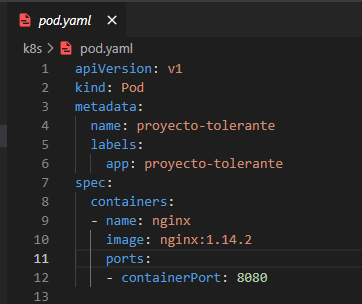 pod.yaml ×
k8s > pod.yaml
1 apiVersion: v1
2 kind: Pod
3 metadata:
4   name: proyecto-tolerante
5   labels:
6     app: proyecto-tolerante
7 spec:
8   containers:
9   - name: nginx
10     image: nginx:1.14.2
11     ports:
12     - containerPort: 8080
13